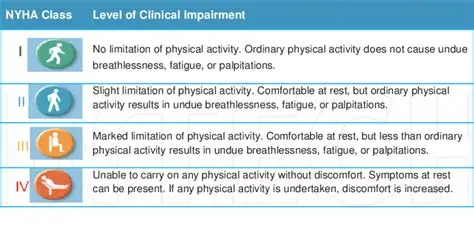 NYHA Class Level of Clinical Impairment
I No limitation of physical activity. Ordinary physical activity does not cause undue
breathlessness, fatigue, or palpitations.
II Slight limitation of physical activity. Comfortable at rest, but ordinary physical
activity results in undue breathlessness, fatigue, or palpitations.
III Marked limitation of physical activity. Comfortable at rest, but less than ordinary
physical activity results in undue breathlessness, fatigue, or palpitations.
IV Unable to carry on any physical activity without discomfort. Symptoms at rest
can be present. If any physical activity is undertaken, discomfort is increased.